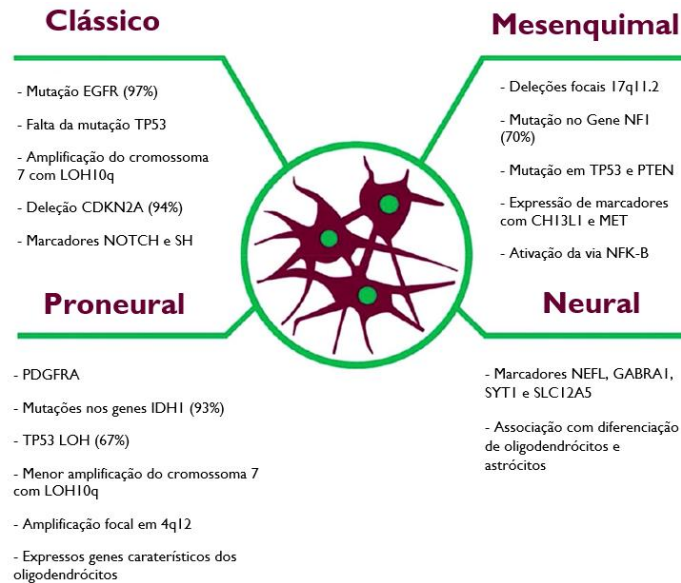 Clássico
- Mutação EGFR (97%)
- Falta da mutação TP53
- Amplificação do cromossoma
7 com LOH10q
- Deleção CDKN2A (94%)
- Marcadores NOTCH e SH
Mesenquimal
- Deleções focais 17q11.2
- Mutação no Gene NF1
(70%)
- Mutação em TP53 e PTEN
- Expressão de marcadores
com CH13L1 e MET
- Ativação da via NFK-B
Proneural
- PDGFRA
- Mutações nos genes IDH1 (93%)
- TP53 LOH (67%)
- Menor amplificação do cromossoma 7
com LOH10q
- Amplificação focal em 4q12
- Expressos genes caraterísticos dos
oligodendrócitos
Neural
- Marcadores NEFL, GABRA1,
SYT1 e SLC12A5
- Associação com diferenciação
de oligodendrócitos e
astrócitos